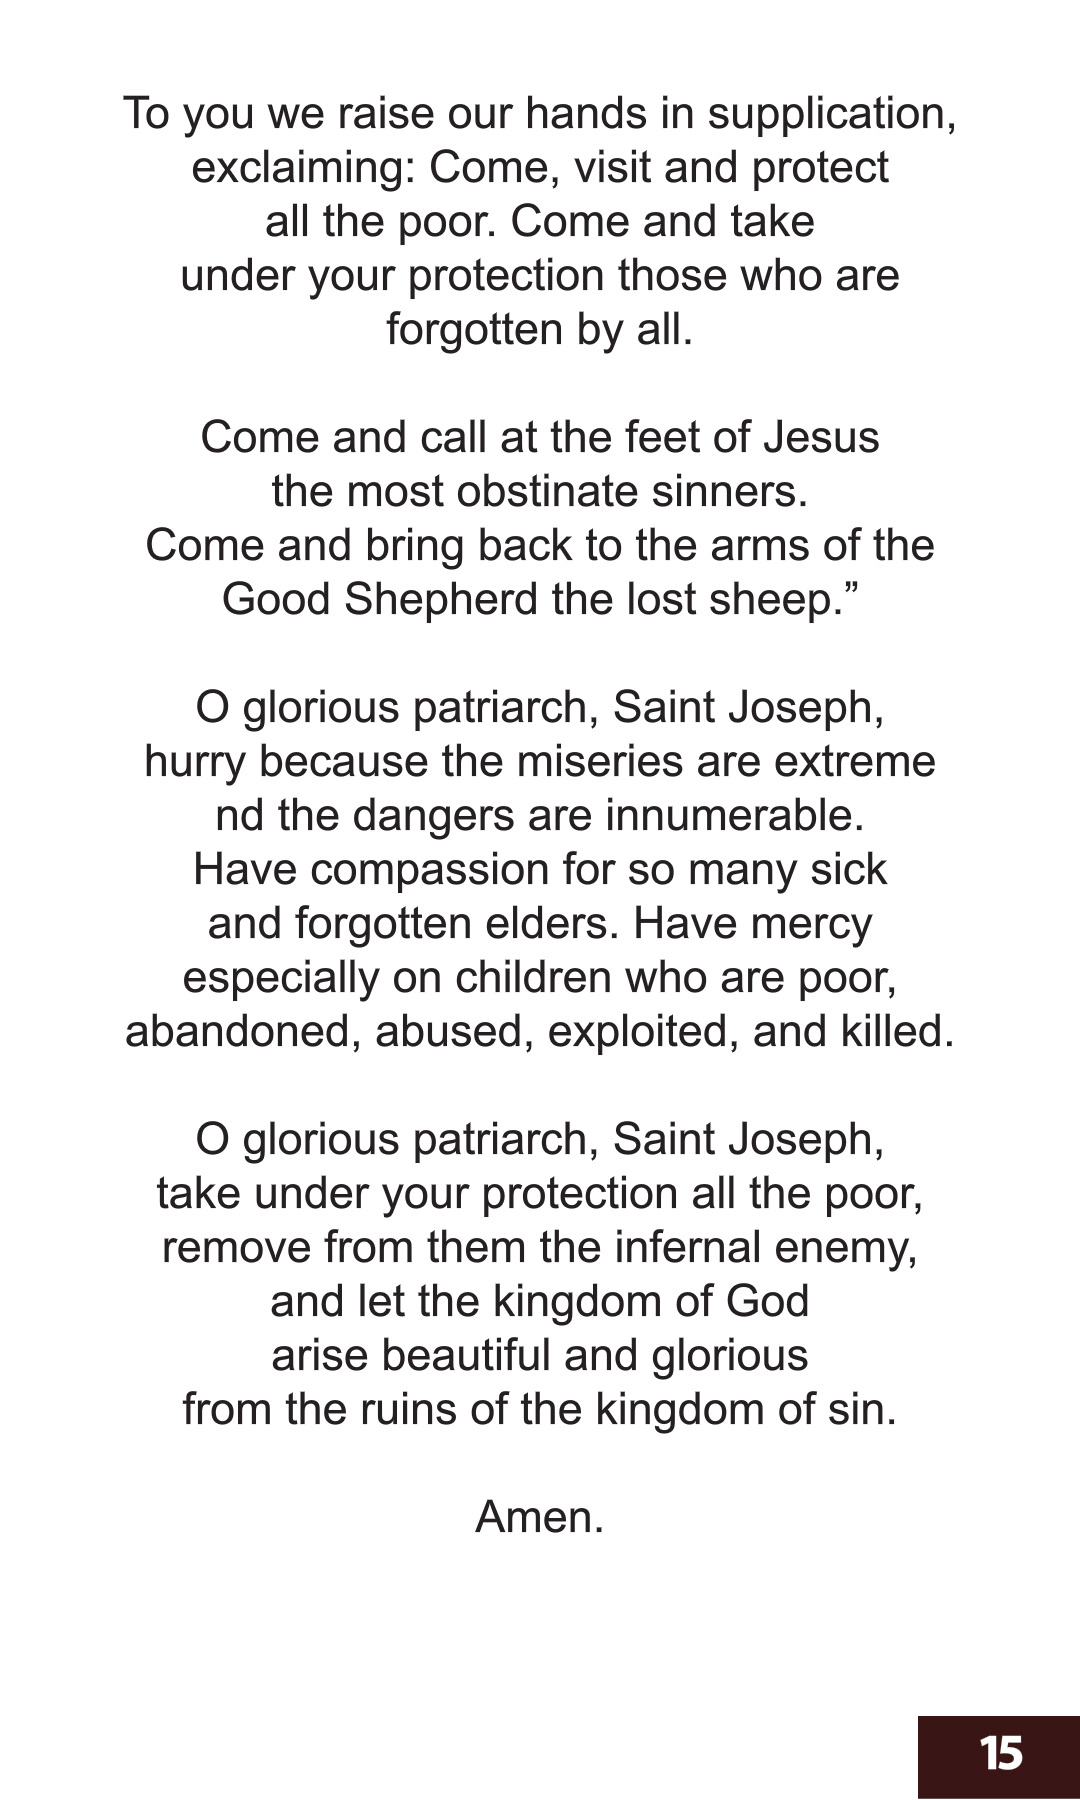 To you we raise our hands in supplication,
exclaiming: Come, visit and protect
all the poor. Come and take
under your protection those who are
forgotten by all.
Come and call at the feet of Jesus
the most obstinate sinners.
Come and bring back to the arms of the
Good Shepherd the lost sheep.”
O glorious patriarch, Saint Joseph,
hurry because the miseries are extreme
nd the dangers are innumerable.
Have compassion for so many sick
and forgotten elders. Have mercy
especially on children who are poor,
abandoned, abused, exploited, and killed.
O glorious patriarch, Saint Joseph,
take under your protection all the poor,
remove from them the infernal enemy,
and let the kingdom of God
arise beautiful and glorious
from the ruins of the kingdom of sin.
Amen.
15